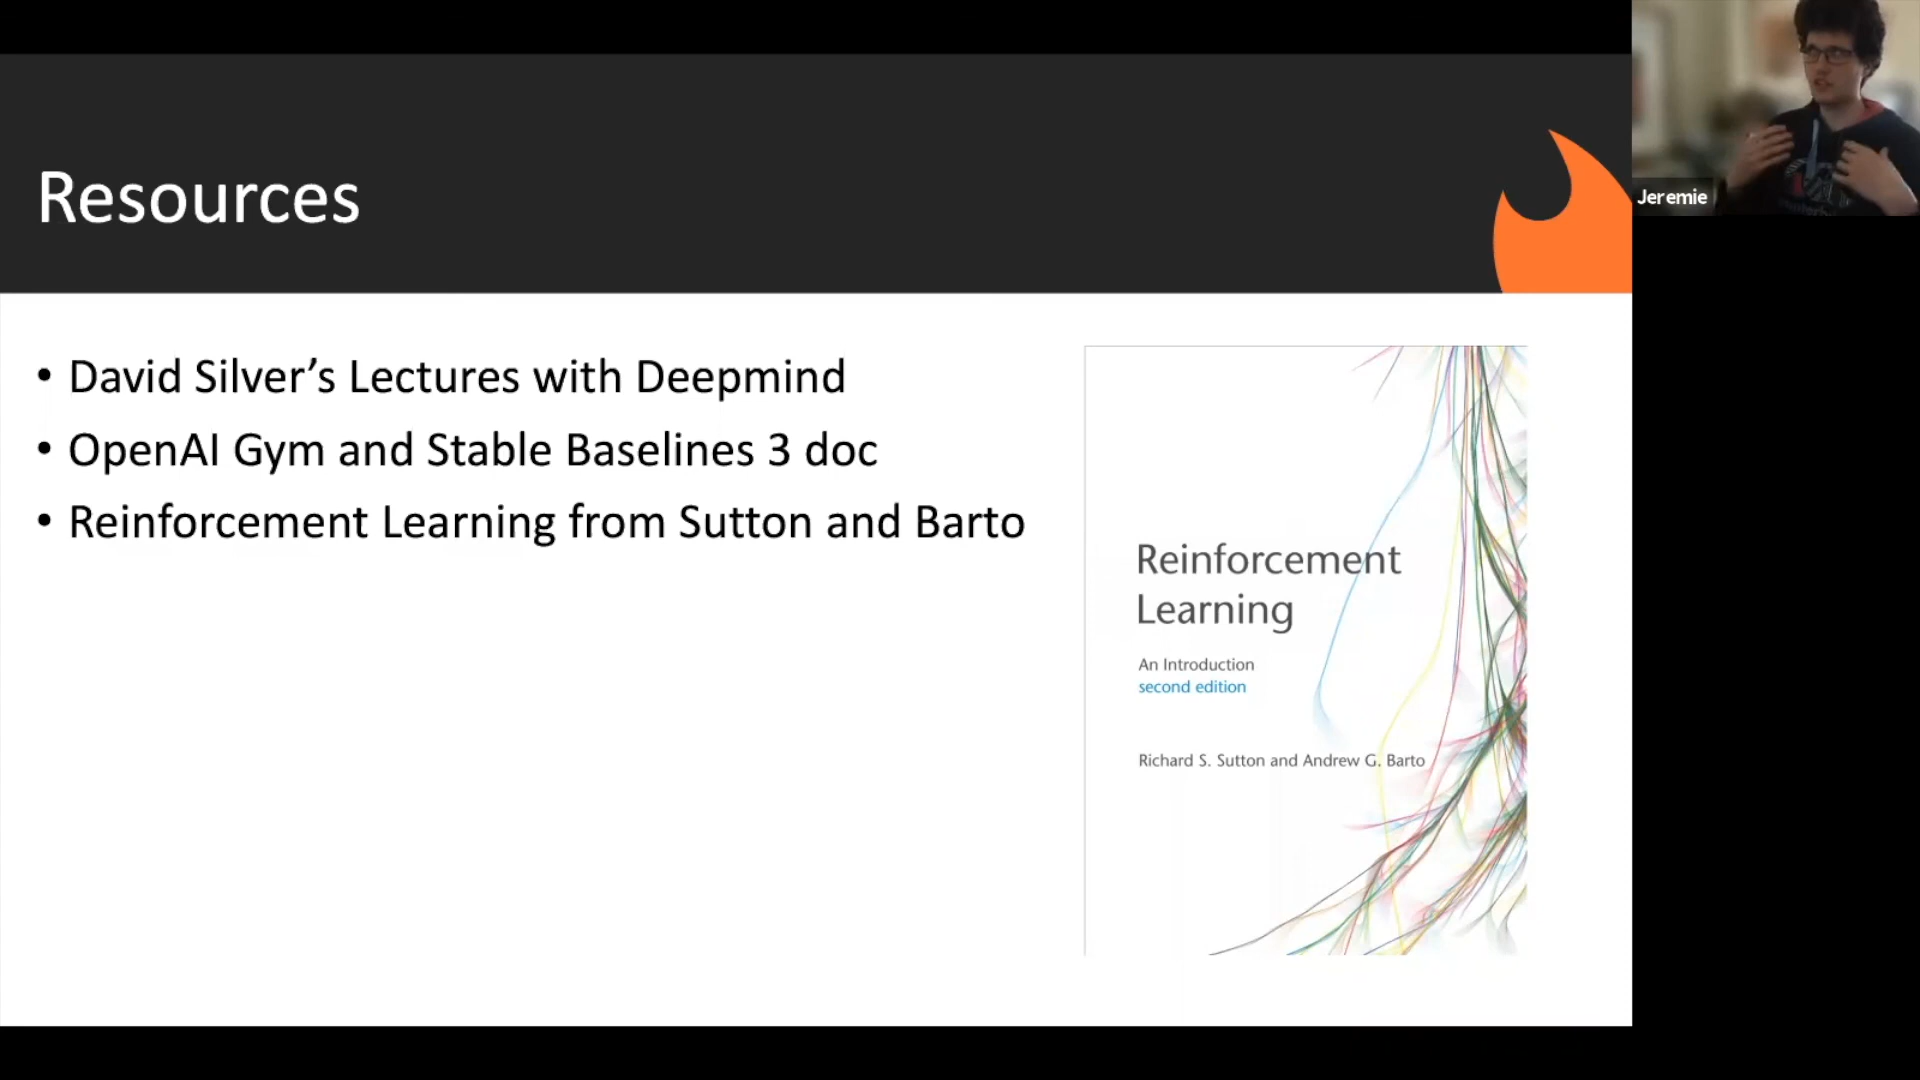 Resources
• David Silver’s Lectures with Deepmind
• OpenAI Gym and Stable Baselines 3 doc
• Reinforcement Learning from Sutton and Barto
Reinforcement
Learning
An Introduction
second edition
Richard S. Sutton and Andrew G. Barto
Jeremie